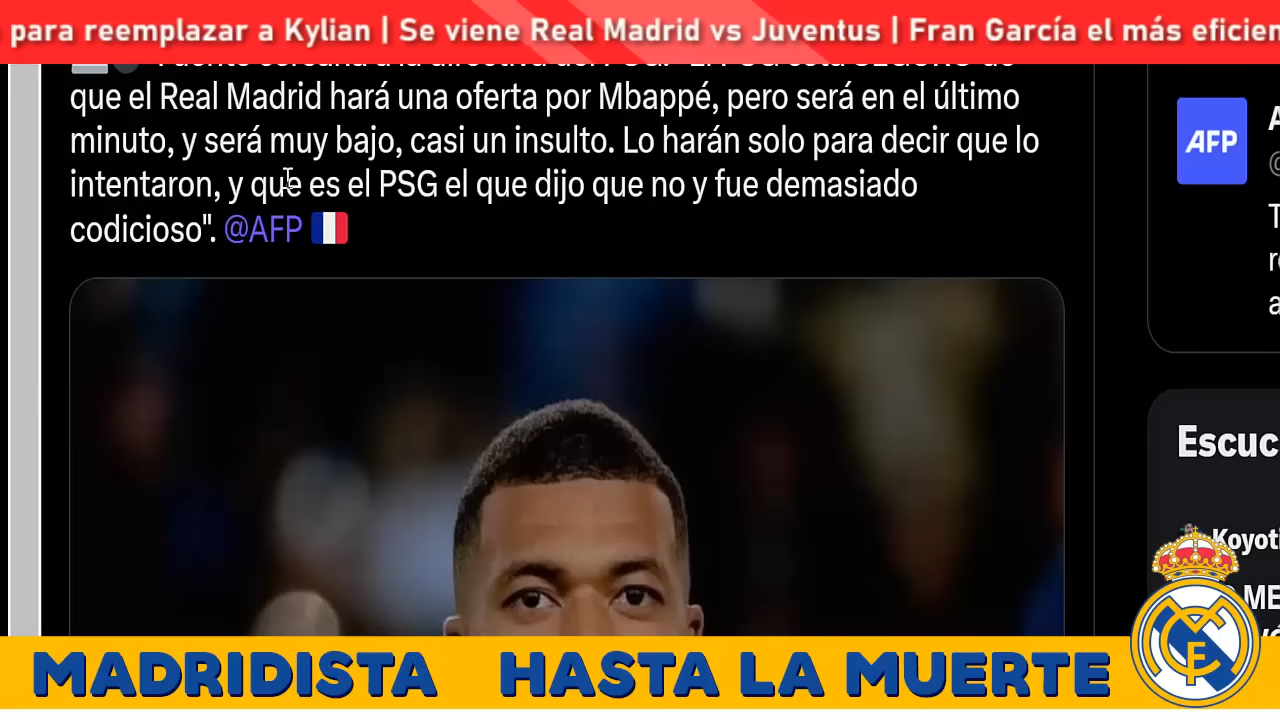 para reemplazar a Kylian | Se viene Real Madrid vs Juventus | Fran García el más eficien
que el Real Madrid hará una oferta por Mbappé, pero será en el último
minuto, y será muy bajo, casi un insulto. Lo harán solo para decir que lo
intentaron, y que es el PSG el que dijo que no y fue demasiado
codicioso". @AFP
AFP
A
@
T
re
a
Escuc
Koyoti
ME
MADRIDISTA HASTA LA MUERTE